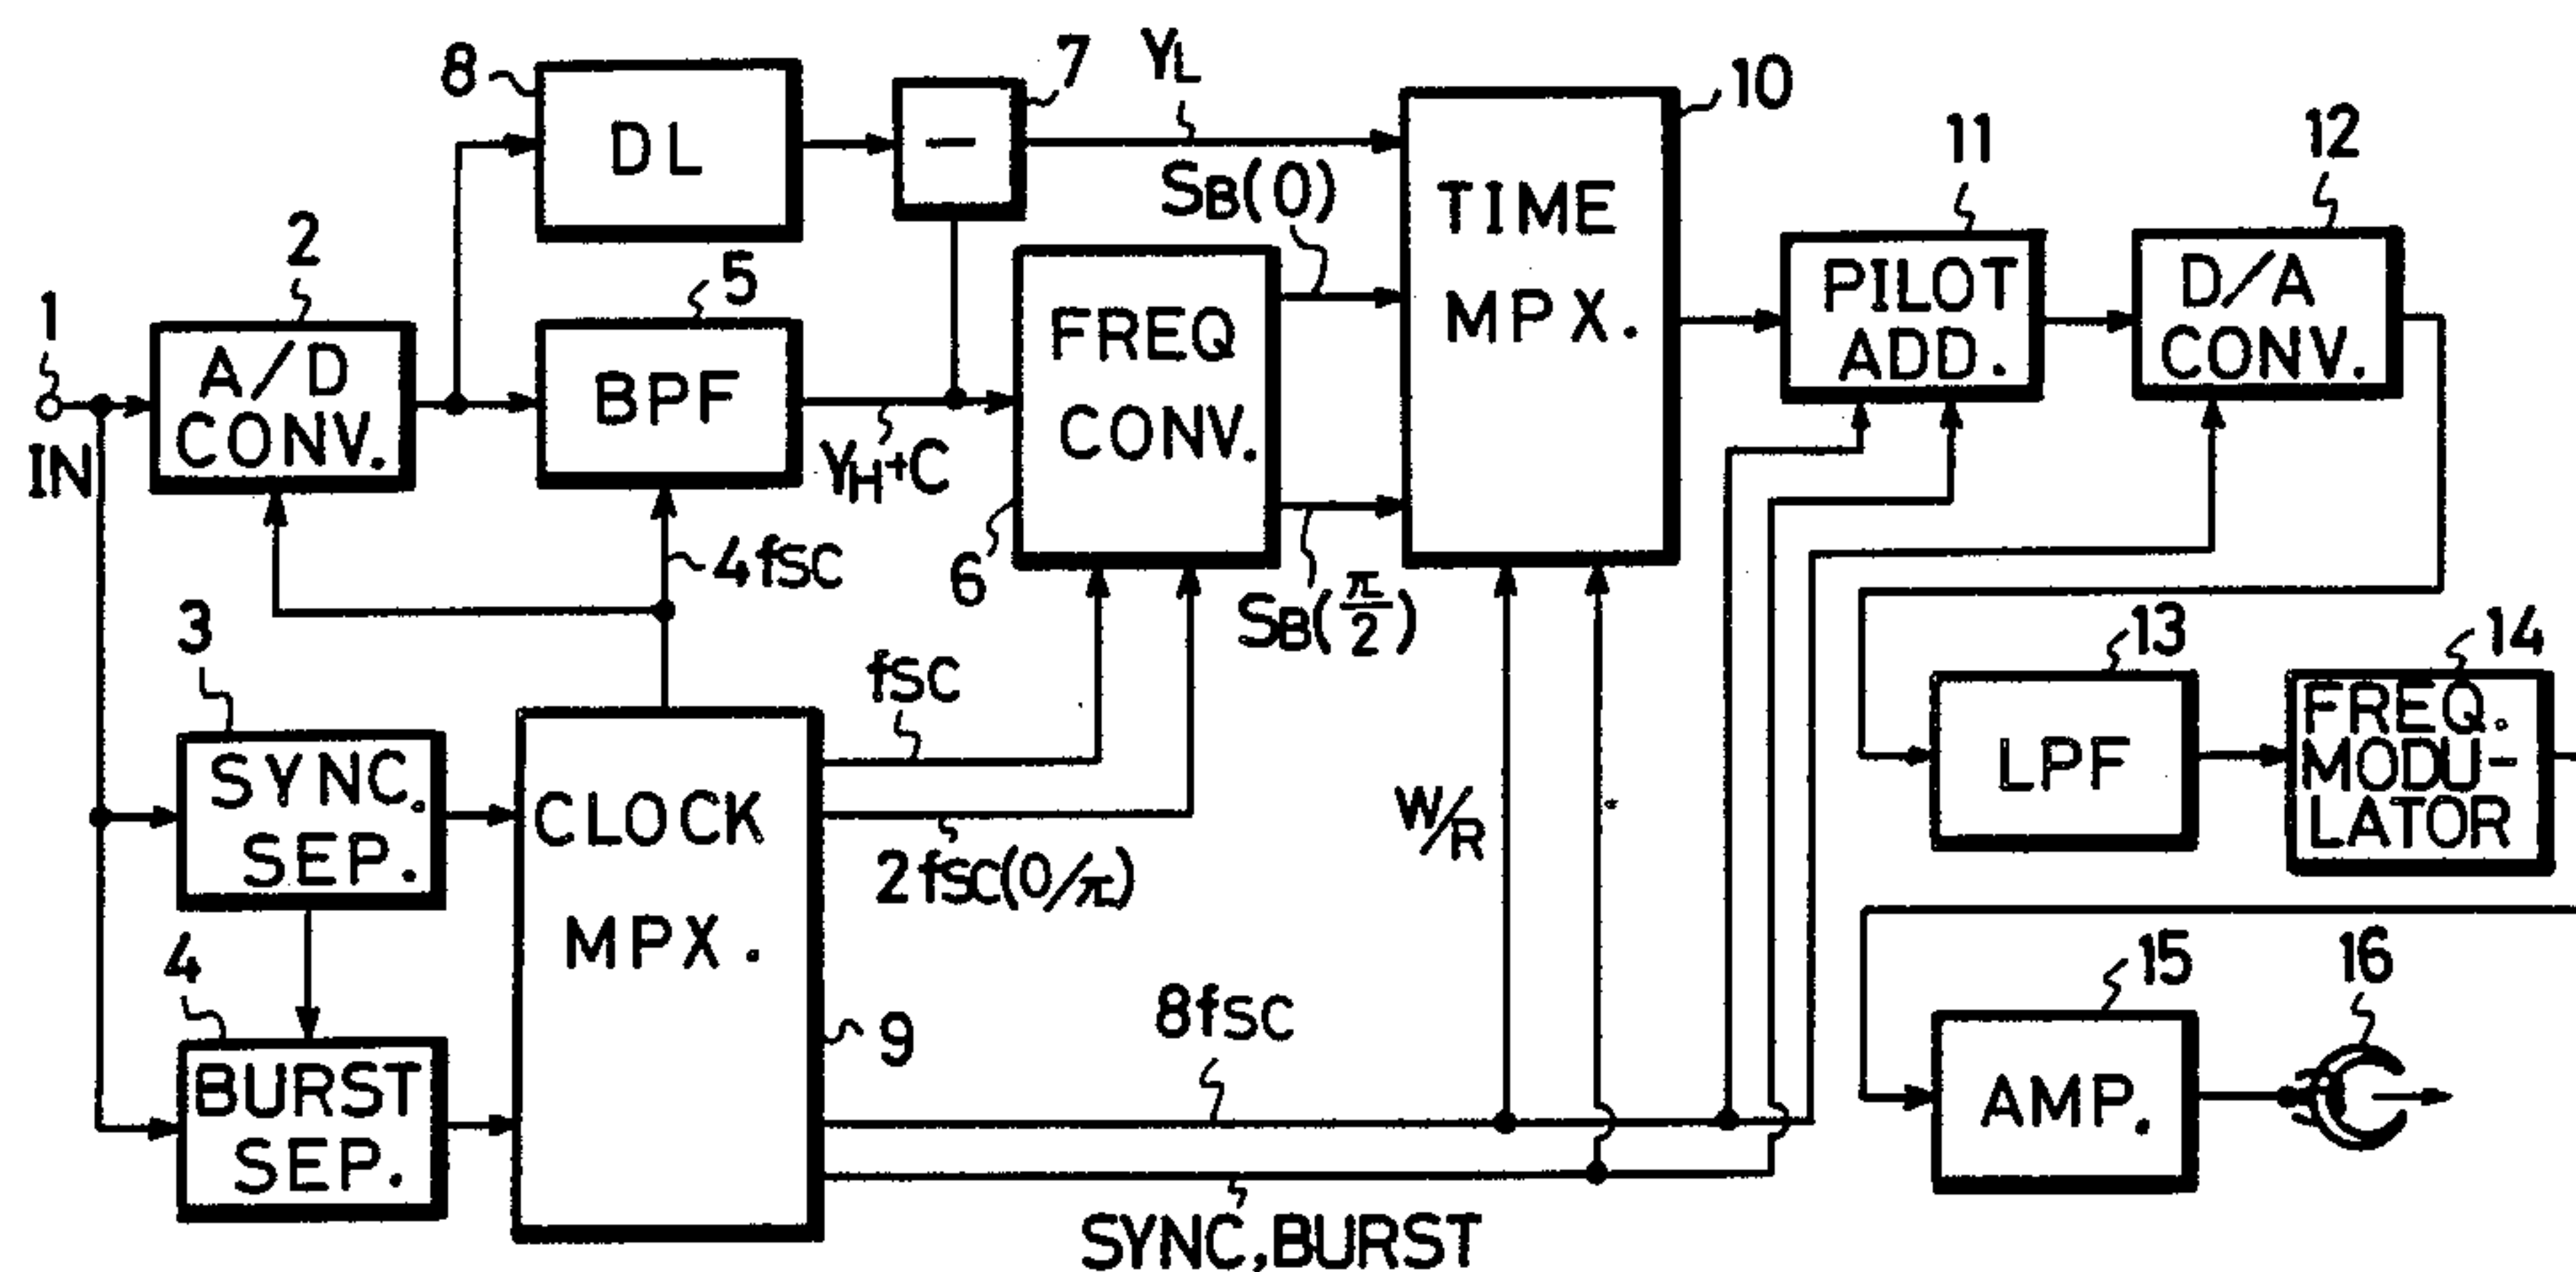 8
DL
7
YL
10
SB(0)
TIME
MPX.
11
PILOT
ADD.
12
D/A
CONV.
1
IN
2
A/D
CONV.
5
BPF
YH+C
FREQ
CONV.
6
SB(π/2)
4fSC
3
SYNC.
SEP.
4
BURST
SEP.
CLOCK
MPX.
9
fSC
2fSC(0/π)
W/R
8fSC
SYNC,BURST
13
LPF
14
FREQ.
MODU-
LATOR
15
AMP.
16